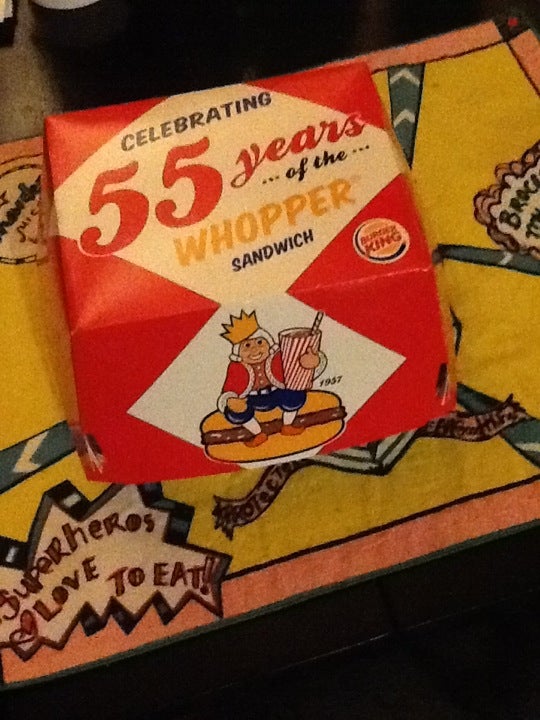 CELEBRATING
55 years
... of the ...
WHOPPER
SANDWICH
BURGER
KING
1957
Superheros
LOVE TO EAT!